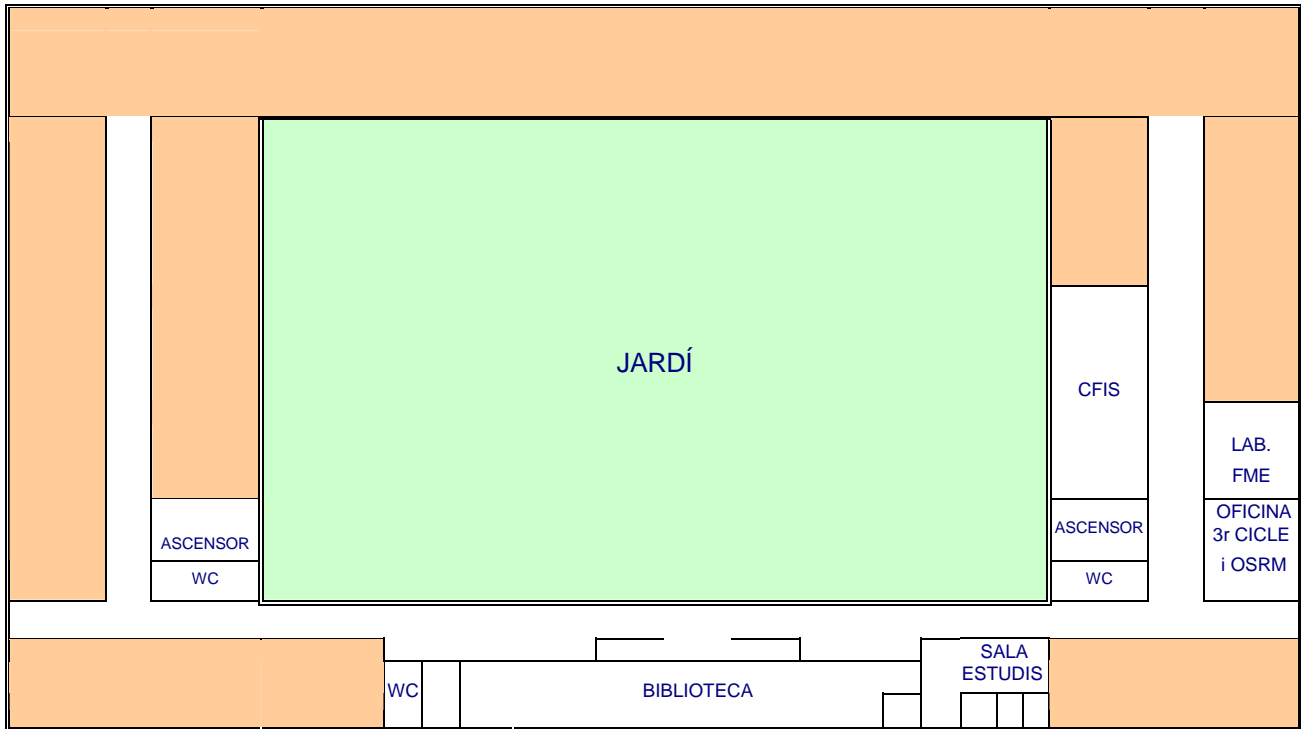 JARDÍ
CFIS
LAB.
FME
OFICINA
3r CICLE
i OSRM
ASCENSOR
WC
ASCENSOR
WC
SALA
ESTUDIS
WC
BIBLIOTECA